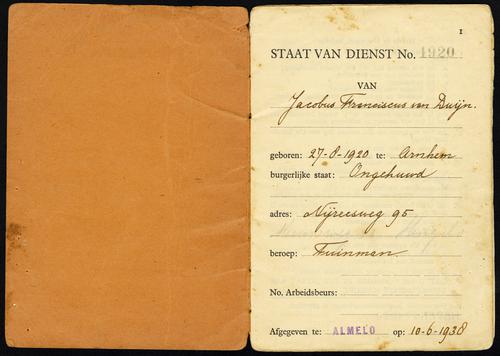 1
STAAT VAN DIENST No. 1920
VAN
Jacobus Franciscus van Duijn.
geboren: 27-8-1920 te: Arnhem
burgerlijke staat: Ongehuwd
adres: Nijreesweg 95
beroep: Tuinman.
No. Arbeidsbeurs:
Afgegeven te: ALMELO op: 10-6-1938